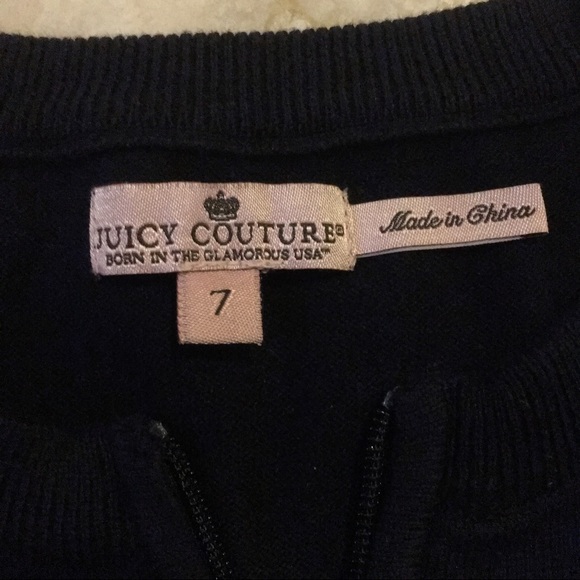 JUICY COUTURE®
BORN IN THE GLAMOROUS USA™
Made in China
7